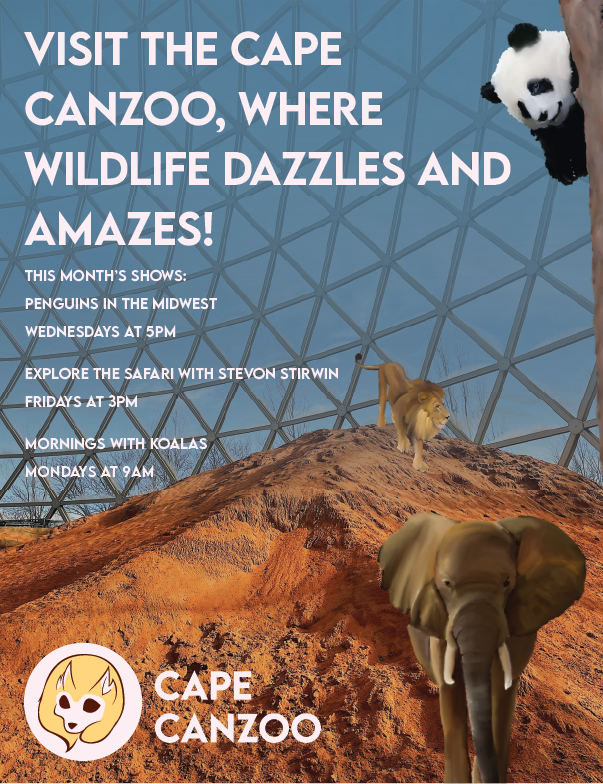 VISIT THE CAPE
CANZOO, WHERE
WILDLIFE DAZZLES AND
AMAZES!
THIS MONTH'S SHOWS:
PENGUINS IN THE MIDWEST
WEDNESDAYS AT 5PM
EXPLORE THE SAFARI WITH STEVON STIRWIN
FRIDAYS AT 3PM
MORNINGS WITH KOALAS
MONDAYS AT 9AM
CAPE
CANZOO